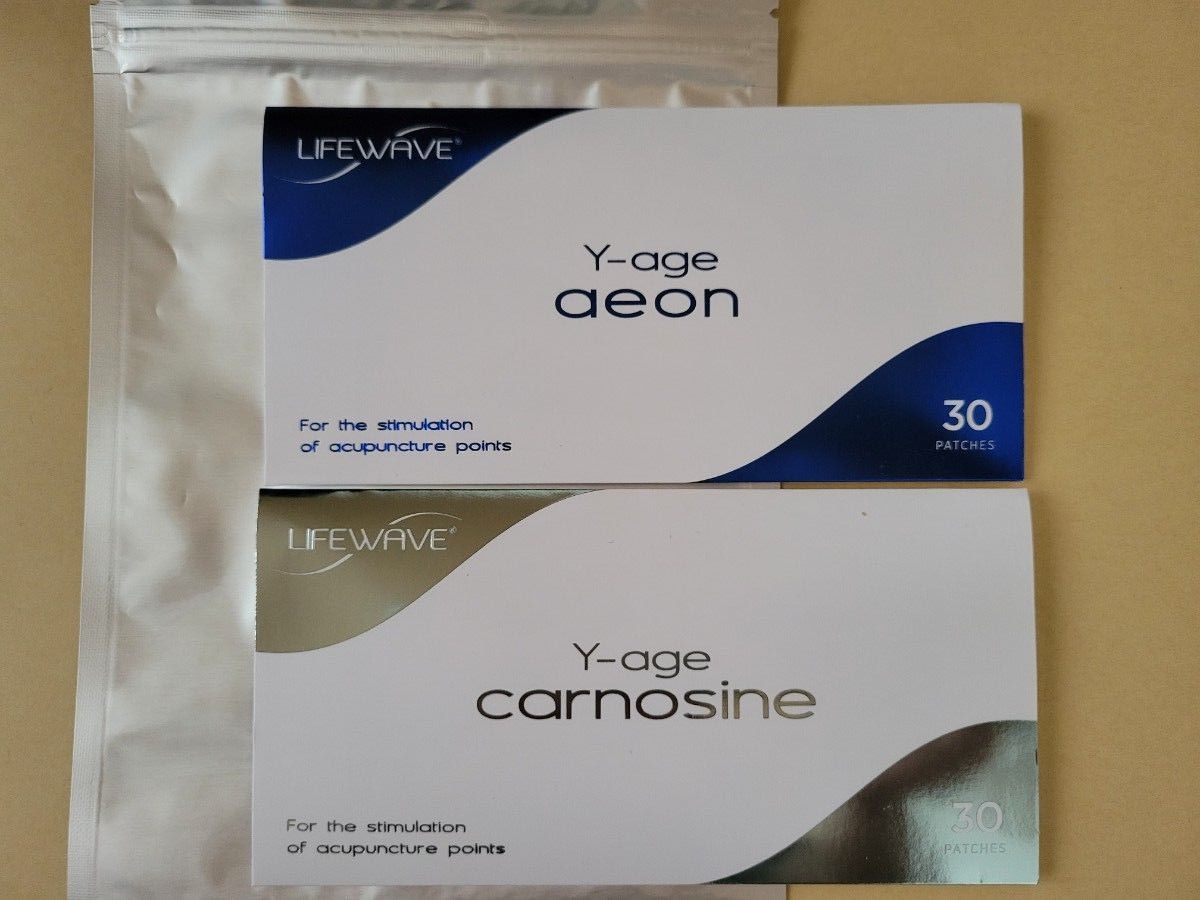 LIFEWAVE®
Y-age
aeon
For the stimulation
of acupuncture points
30
PATCHES
LIFEWAVE®
Y-age
carnosine
For the stimulation
of acupuncture points
30
PATCHES